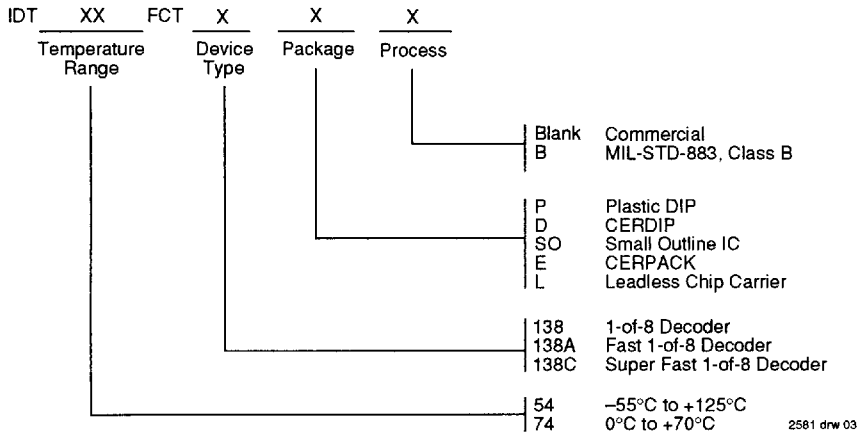 IDT XX FCT X X X
Temperature Range Device Type Package Process
Blank Commercial
B MIL-STD-883, Class B
P Plastic DIP
D CERDIP
SO Small Outline IC
E CERPACK
L Leadless Chip Carrier
138 1-of-8 Decoder
138A Fast 1-of-8 Decoder
138C Super Fast 1-of-8 Decoder
54 –55°C to +125°C
74 0°C to +70°C
2581 drw 03